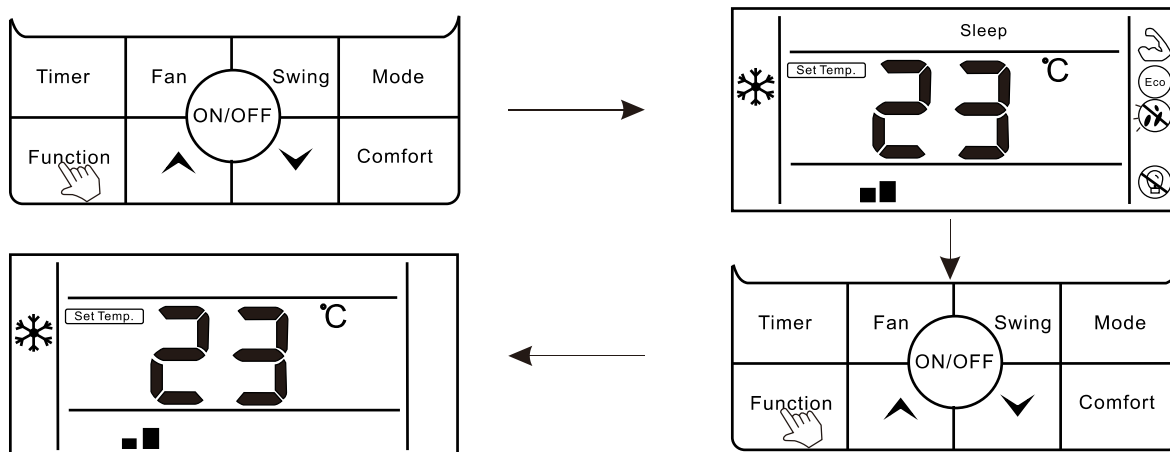 Timer Fan Swing Mode
ON/OFF
Function Comfort
Sleep
Set Temp. 23 °C
Eco
Set Temp. 23 °C
Timer Fan Swing Mode
ON/OFF
Function Comfort